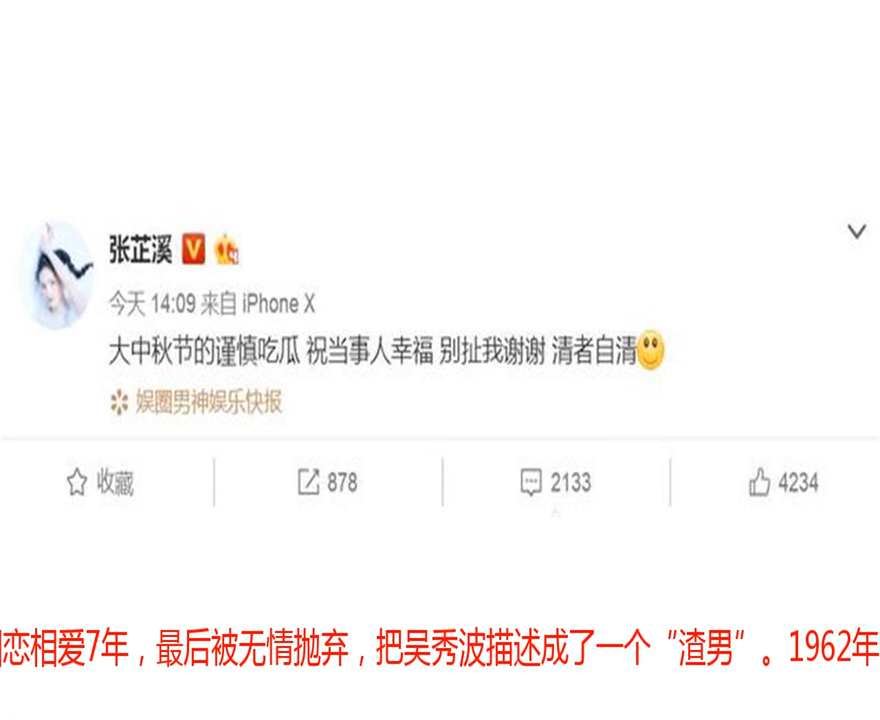 张芷溪
今天 14:09 来自 iPhone X
大中秋节的谨慎吃瓜 祝当事人幸福 别扯我谢谢 清者自清
娱圈男神娱乐快报
收藏 878 2133 4234
恋相爱7年，最后被无情抛弃，把吴秀波描述成了一个“渣男”。1962年